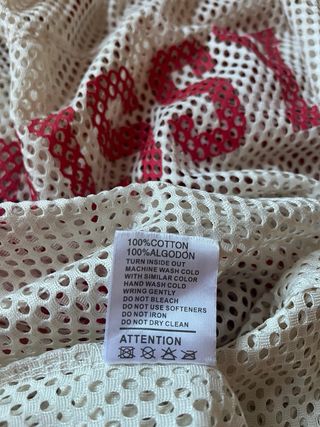 EST
100%COTTON
100%ALGODON
TURN INSIDE OUT
MACHINE WASH COLD
WITH SIMILAR COLOR
HAND WASH COLD
WRING GENTLY
DO NOT BLEACH
DO NOT USE SOFTENERS
DO NOT IRON
DO NOT DRY CLEAN
ATTENTION